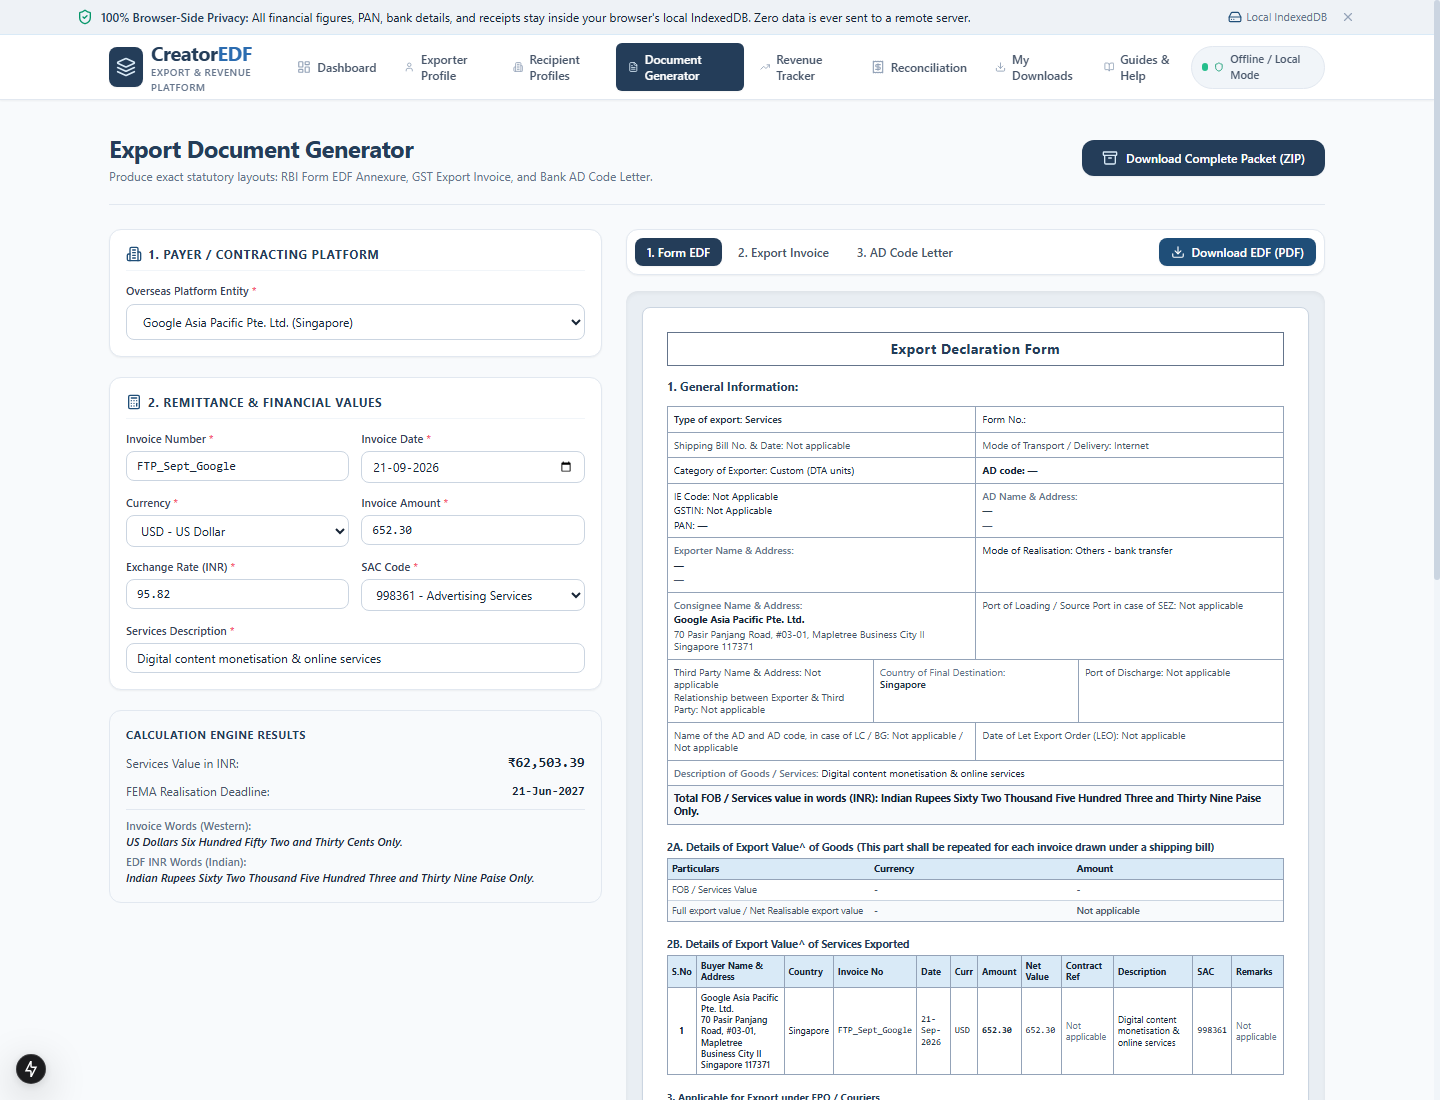 100% Browser-Side Privacy: All financial figures, PAN, bank details, and receipts stay inside your browser's local IndexedDB. Zero data is ever sent to a remote server.
Local IndexedDB
CreatorEDF
EXPORT & REVENUE
PLATFORM
Dashboard
Exporter
Profile
Recipient
Profiles
Document
Generator
Revenue
Tracker
Reconciliation
My
Downloads
Guides &
Help
Offline / Local
Mode
Export Document Generator
Produce exact statutory layouts: RBI Form EDF Annexure, GST Export Invoice, and Bank AD Code Letter.
Download Complete Packet (ZIP)
1. PAYER / CONTRACTING PLATFORM
Overseas Platform Entity *
Google Asia Pacific Pte. Ltd. (Singapore)
2. REMITTANCE & FINANCIAL VALUES
Invoice Number *
Invoice Date *
FTP_Sept_Google
21-09-2026
Currency *
Invoice Amount *
USD - US Dollar
652.30
Exchange Rate (INR) *
SAC Code *
95.82
998361 - Advertising Services
Services Description *
Digital content monetisation & online services
CALCULATION ENGINE RESULTS
Services Value in INR:
₹62,503.39
FEMA Realisation Deadline:
21-Jun-2027
Invoice Words (Western):
US Dollars Six Hundred Fifty Two and Thirty Cents Only.
EDF INR Words (Indian):
Indian Rupees Sixty Two Thousand Five Hundred Three and Thirty Nine Paise Only.
1. Form EDF
2. Export Invoice
3. AD Code Letter
Download EDF (PDF)
Export Declaration Form
1. General Information:
Type of export: Services
Form No.:
Shipping Bill No. & Date: Not applicable
Mode of Transport / Delivery: Internet
Category of Exporter: Custom (DTA units)
AD code: —
IE Code: Not Applicable
GSTIN: Not Applicable
PAN: —
AD Name & Address:
—
—
Exporter Name & Address:
—
—
Mode of Realisation: Others - bank transfer
Consignee Name & Address:
Google Asia Pacific Pte. Ltd.
70 Pasir Panjang Road, #03-01, Mapletree Business City II
Singapore 117371
Port of Loading / Source Port in case of SEZ: Not applicable
Third Party Name & Address: Not
applicable
Relationship between Exporter & Third
Party: Not applicable
Country of Final Destination:
Singapore
Port of Discharge: Not applicable
Name of the AD and AD code, in case of LC / BG: Not applicable /
Not applicable
Date of Let Export Order (LEO): Not applicable
Description of Goods / Services: Digital content monetisation & online services
Total FOB / Services value in words (INR): Indian Rupees Sixty Two Thousand Five Hundred Three and Thirty Nine Paise
Only.
2A. Details of Export Value^ of Goods (This part shall be repeated for each invoice drawn under a shipping bill)
Particulars
Currency
Amount
FOB / Services Value
-
-
Full export value / Net Realisable export value
-
Not applicable
2B. Details of Export Value^ of Services Exported
S.No
Buyer Name &
Address
Country
Invoice No
Date
Curr
Amount
Net
Value
Contract
Ref
Description
SAC
Remarks
1
Google Asia Pacific
Pte. Ltd.
70 Pasir Panjang
Road, #03-01,
Mapletree
Business City II
Singapore 117371
Singapore
FTP_Sept_Google
21-
Sep-
2026
USD
652.30
652.30
Not
applicable
Digital content
monetisation &
online services
998361
Not
applicable
3. Applicable for Export under FPO / Couriers